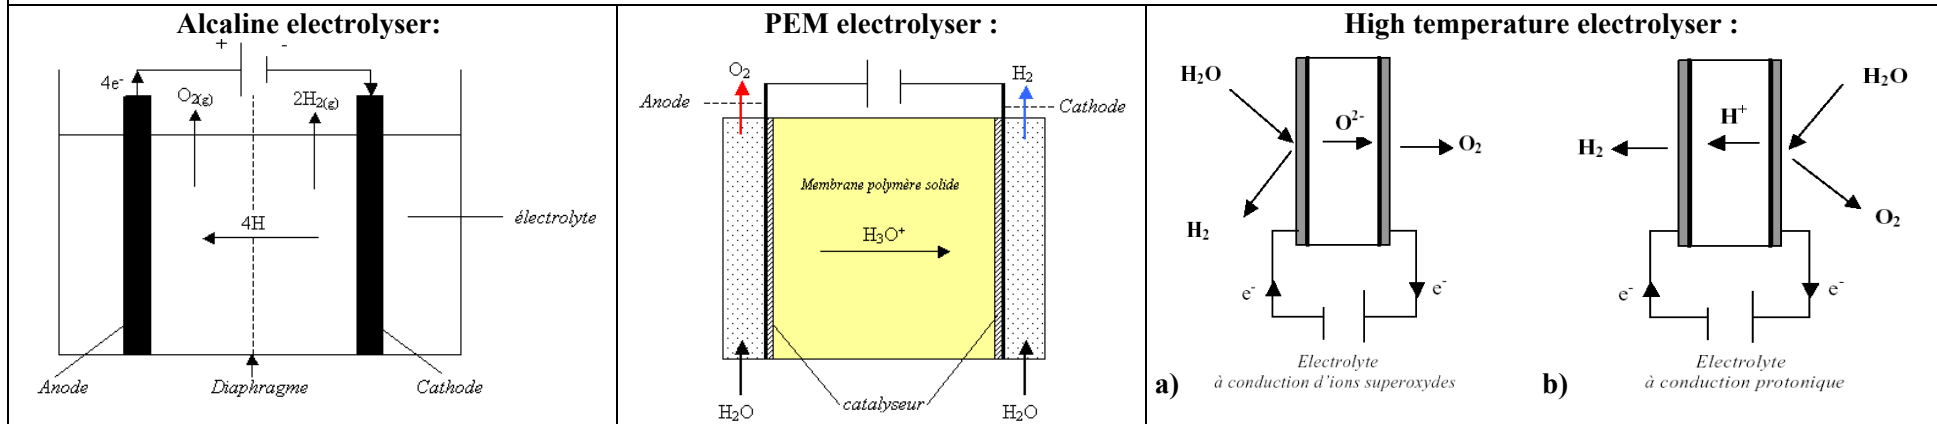 Alcaline electrolyser:
+ -
4e-
O2(g) 2H2(g)
4H
électrolyte
Anode Diaphragme Cathode
PEM electrolyser :
O2 H2
Anode Cathode
Membrane polymère solide
H3O+
H2O catalyseur H2O
High temperature electrolyser :
H2O
O2-
O2
H2
e- e-
Electrolyte
a) à conduction d'ions superoxydes
H2O
H+
H2
O2
e- e-
Electrolyte
b) à conduction protonique